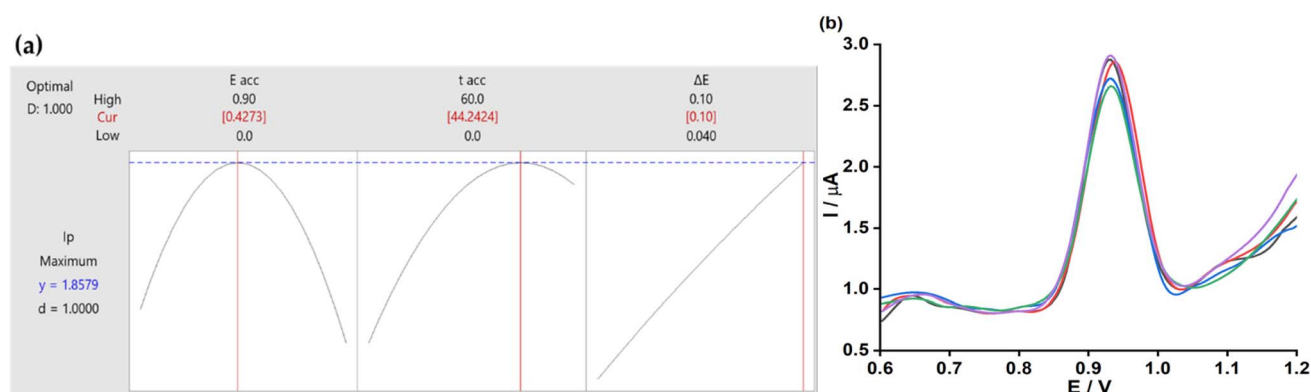 (a)
Optimal
D: 1.000
High
Cur
Low
E acc
0.90
[0.4273]
0.0
t acc
60.0
[44.2424]
0.0
ΔE
0.10
[0.10]
0.040
Ip
Maximum
y = 1.8579
d = 1.0000
(b)
I / μA
3.0
2.5
2.0
1.5
1.0
0.5
0.6 0.7 0.8 0.9 1.0 1.1 1.2
E / V